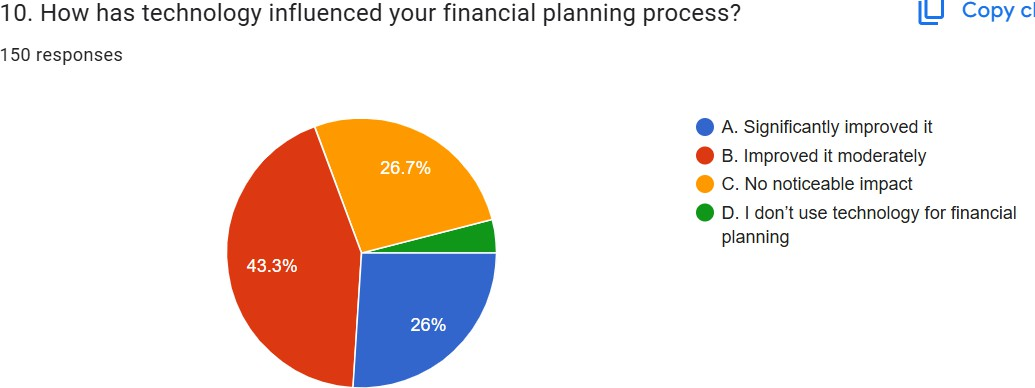 10. How has technology influenced your financial planning process?
Copy cl
150 responses
26.7%
43.3%
26%
A. Significantly improved it
B. Improved it moderately
C. No noticeable impact
D. I don’t use technology for financial
planning